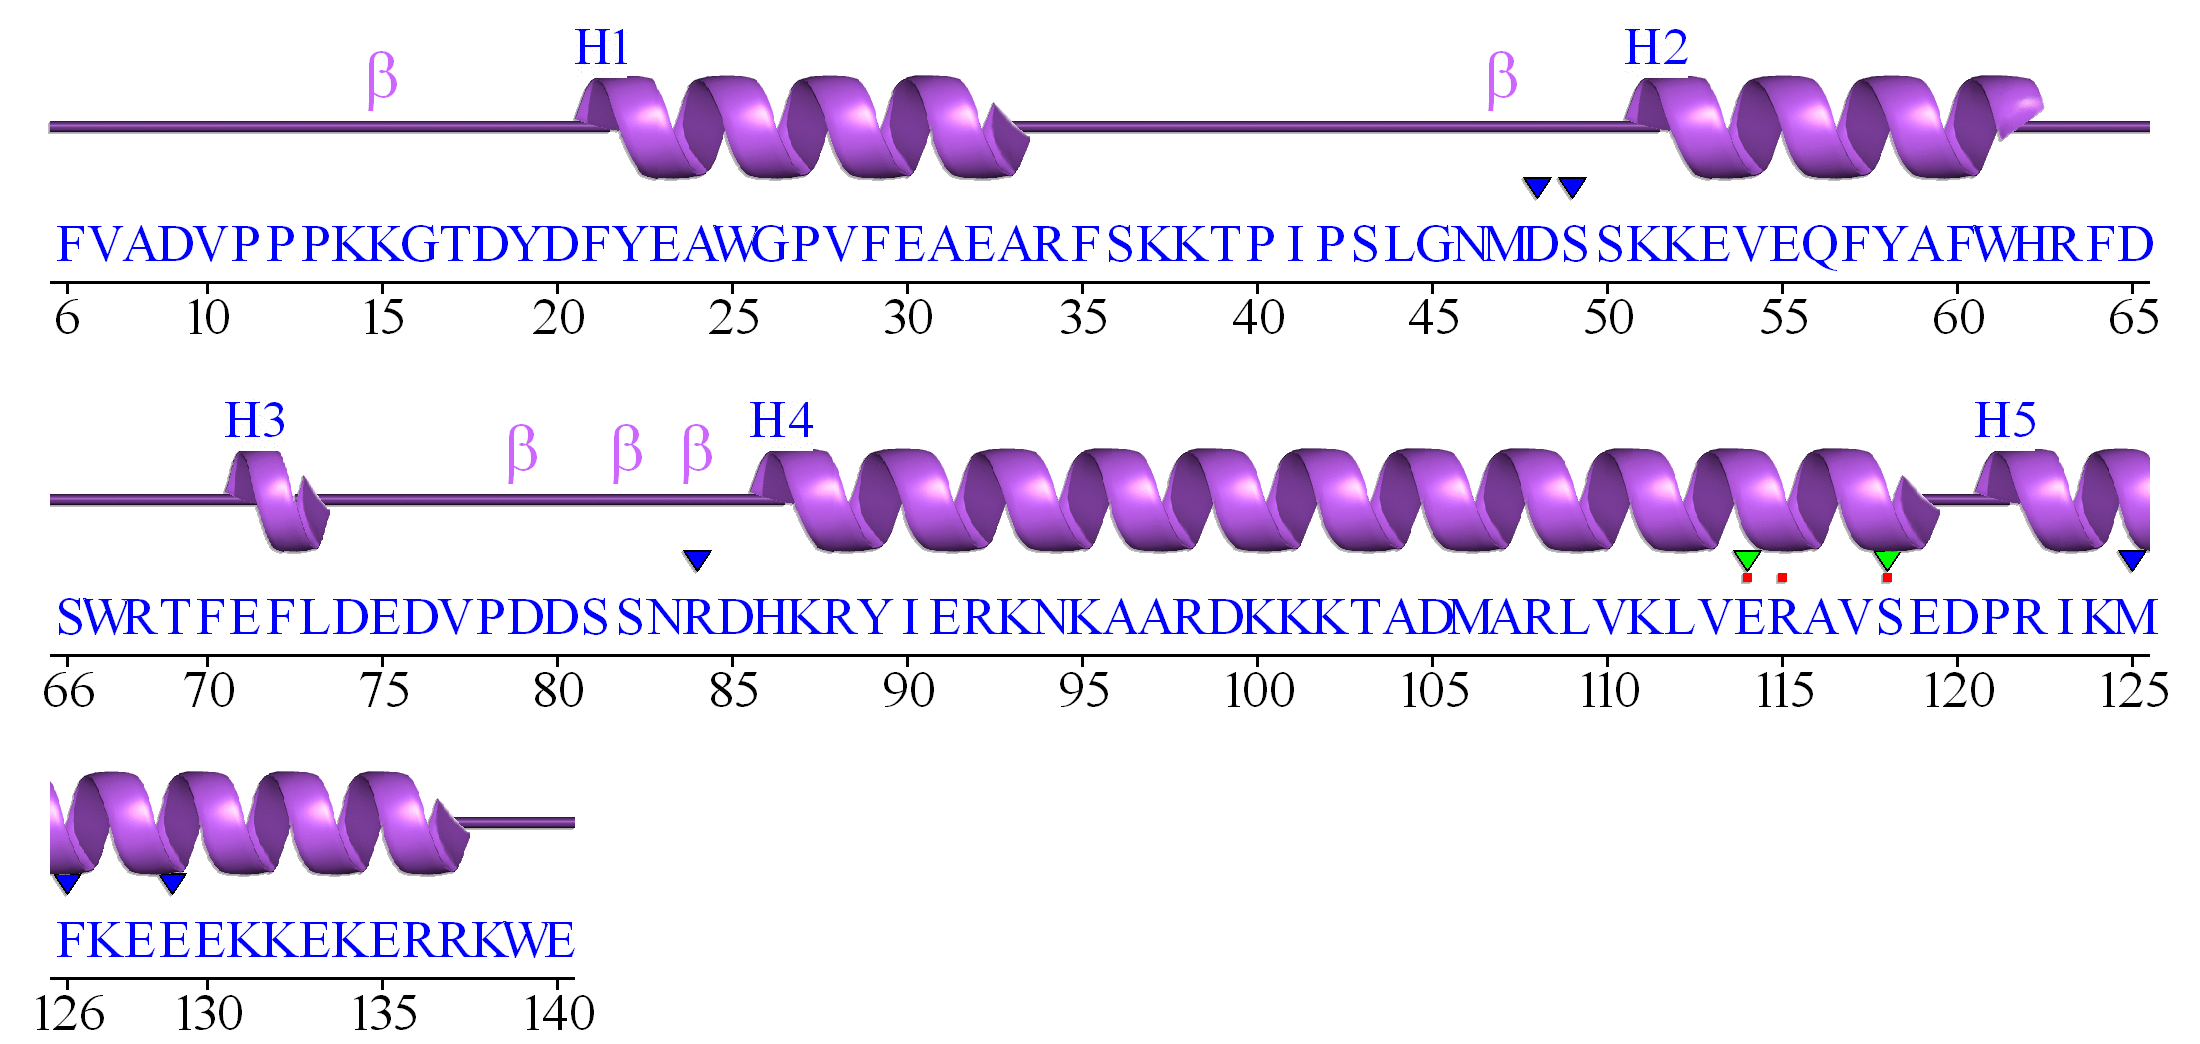 β H1 β H2
FVADVPPPKKGTDYDFYEAWGPVFEAEARFSKKTPIPSLGNMDSSKKEVEQFYAFWHRFD
6 10 15 20 25 30 35 40 45 50 55 60 65
H3 β β β H4 H5
SWRTFEFLDEDVPDDSSNRDHKRYIERKNKAARDKKKTADMARLVKLVERAVSEDPRIKM
66 70 75 80 85 90 95 100 105 110 115 120 125
FKEEEKKEKERRKWE
126 130 135 140